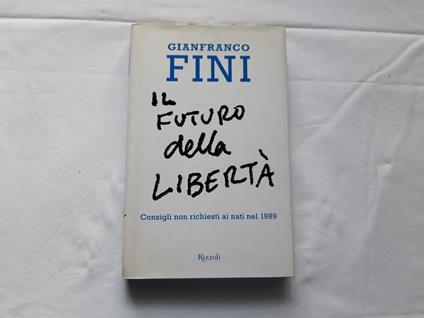 GIANFRANCO
FINI
IL
FUTURO
della
LIBERTÀ
Consigli non richiesti ai nati nel 1989
Rizzoli